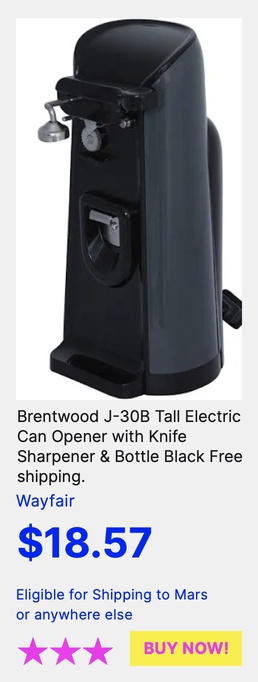 Brentwood J-30B Tall Electric
Can Opener with Knife
Sharpener & Bottle Black Free
shipping.
Wayfair
$18.57
Eligible for Shipping to Mars
or anywhere else
BUY NOW!